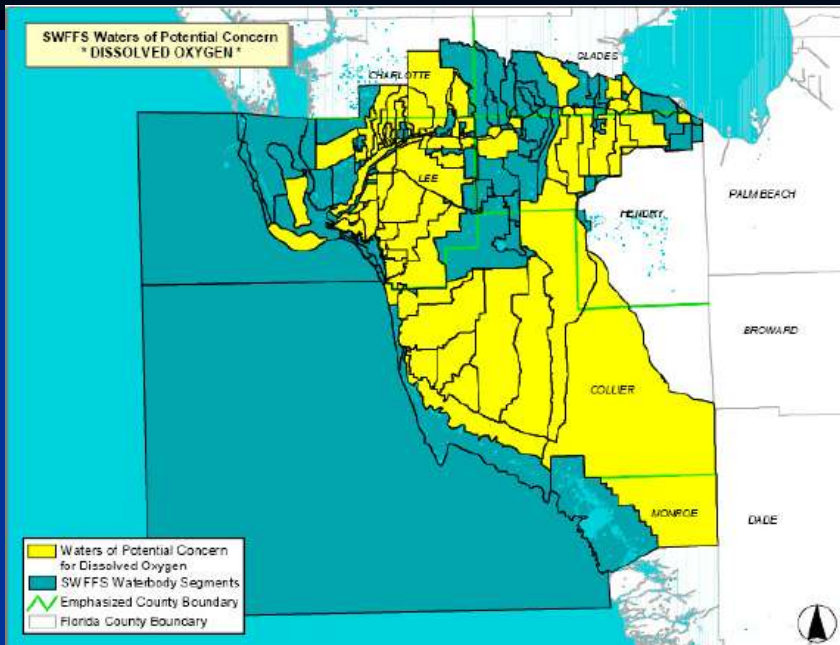 SWFFS Waters of Potential Concern
* DISSOLVED OXYGEN *
GLADES
CHARLOTTE
LEE
PALM BEACH
HENDRY
BROWARD
COLLIER
MONROE
DADE
Waters of Potential Concern
for Dissolved Oxygen
SWFFS Waterbody Segments
Emphasized County Boundary
Florida County Boundary